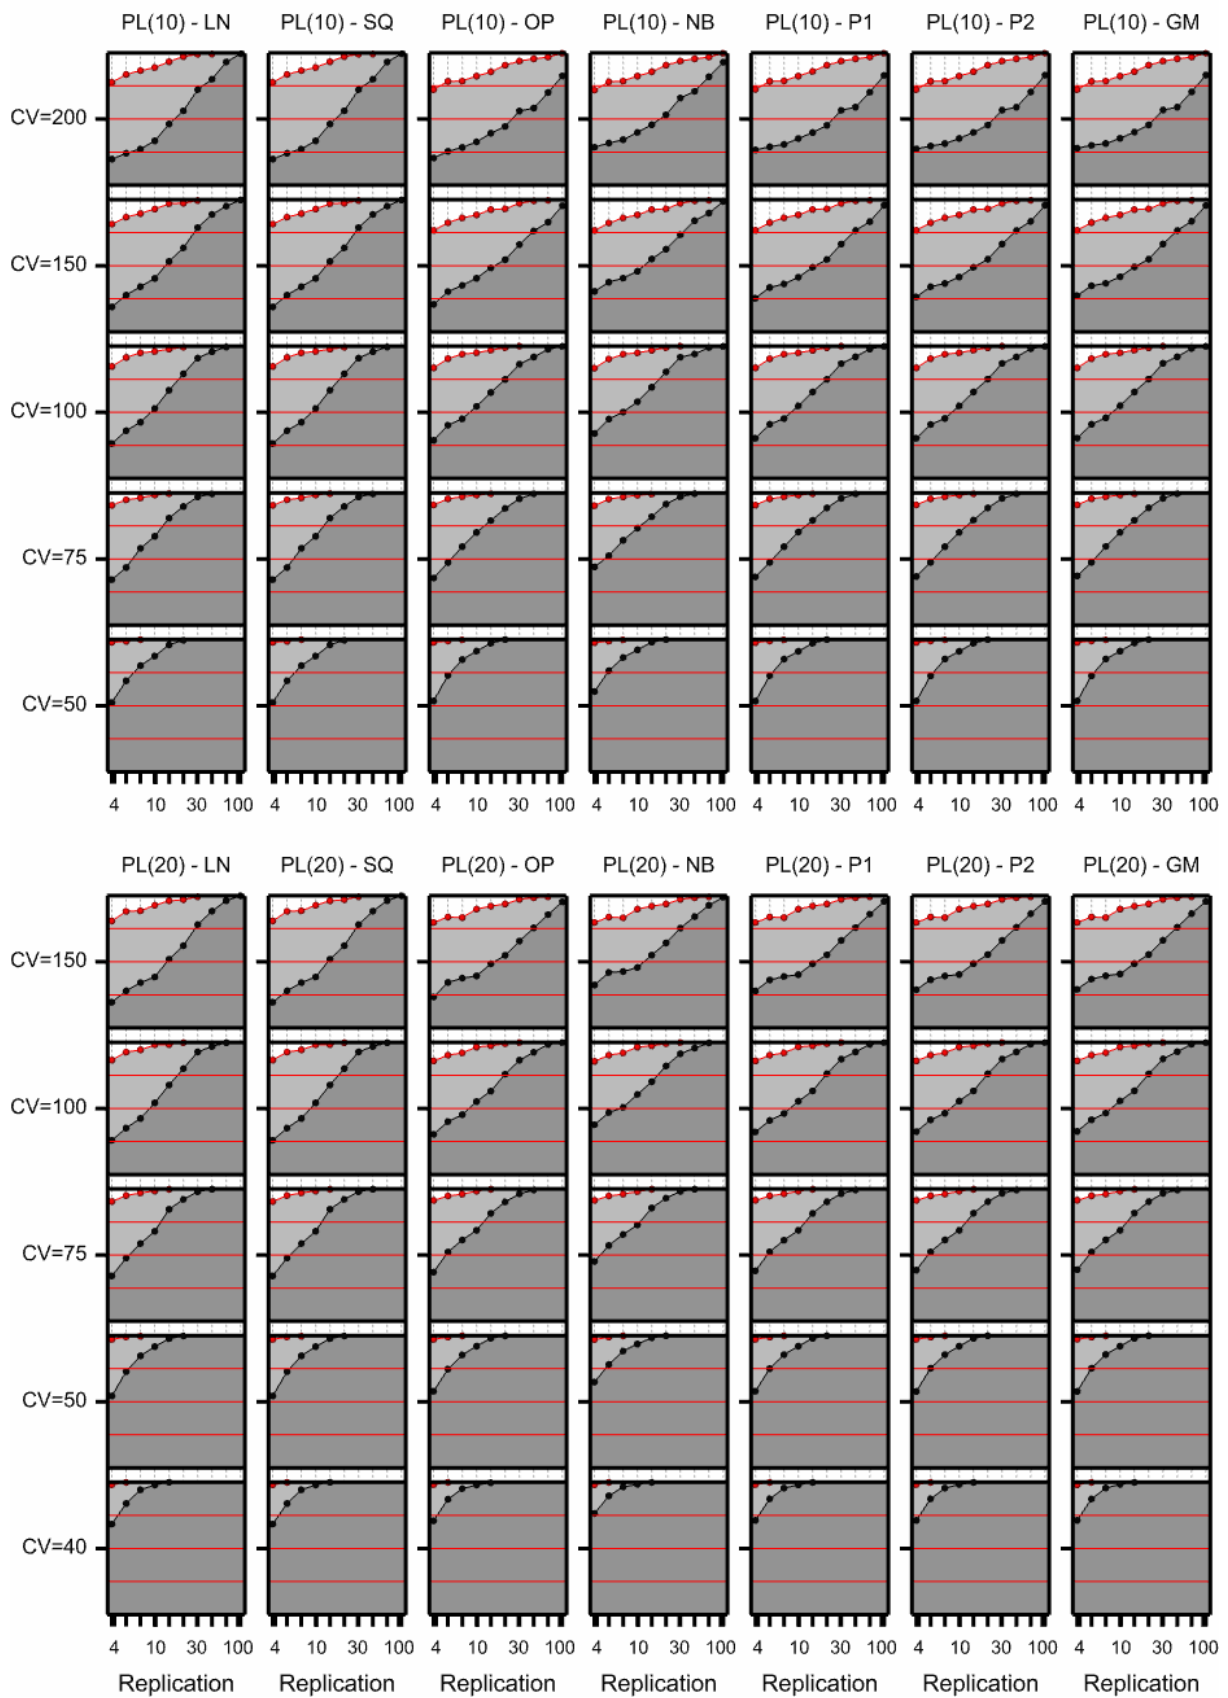 PL(10) - LN PL(10) - SQ PL(10) - OP PL(10) - NB PL(10) - P1 PL(10) - P2 PL(10) - GM
CV=200
CV=150
CV=100
CV=75
CV=50
4 10 30 100 4 10 30 100 4 10 30 100 4 10 30 100 4 10 30 100 4 10 30 100 4 10 30 100
PL(20) - LN PL(20) - SQ PL(20) - OP PL(20) - NB PL(20) - P1 PL(20) - P2 PL(20) - GM
CV=150
CV=100
CV=75
CV=50
CV=40
4 10 30 100 4 10 30 100 4 10 30 100 4 10 30 100 4 10 30 100 4 10 30 100 4 10 30 100
Replication Replication Replication Replication Replication Replication Replication